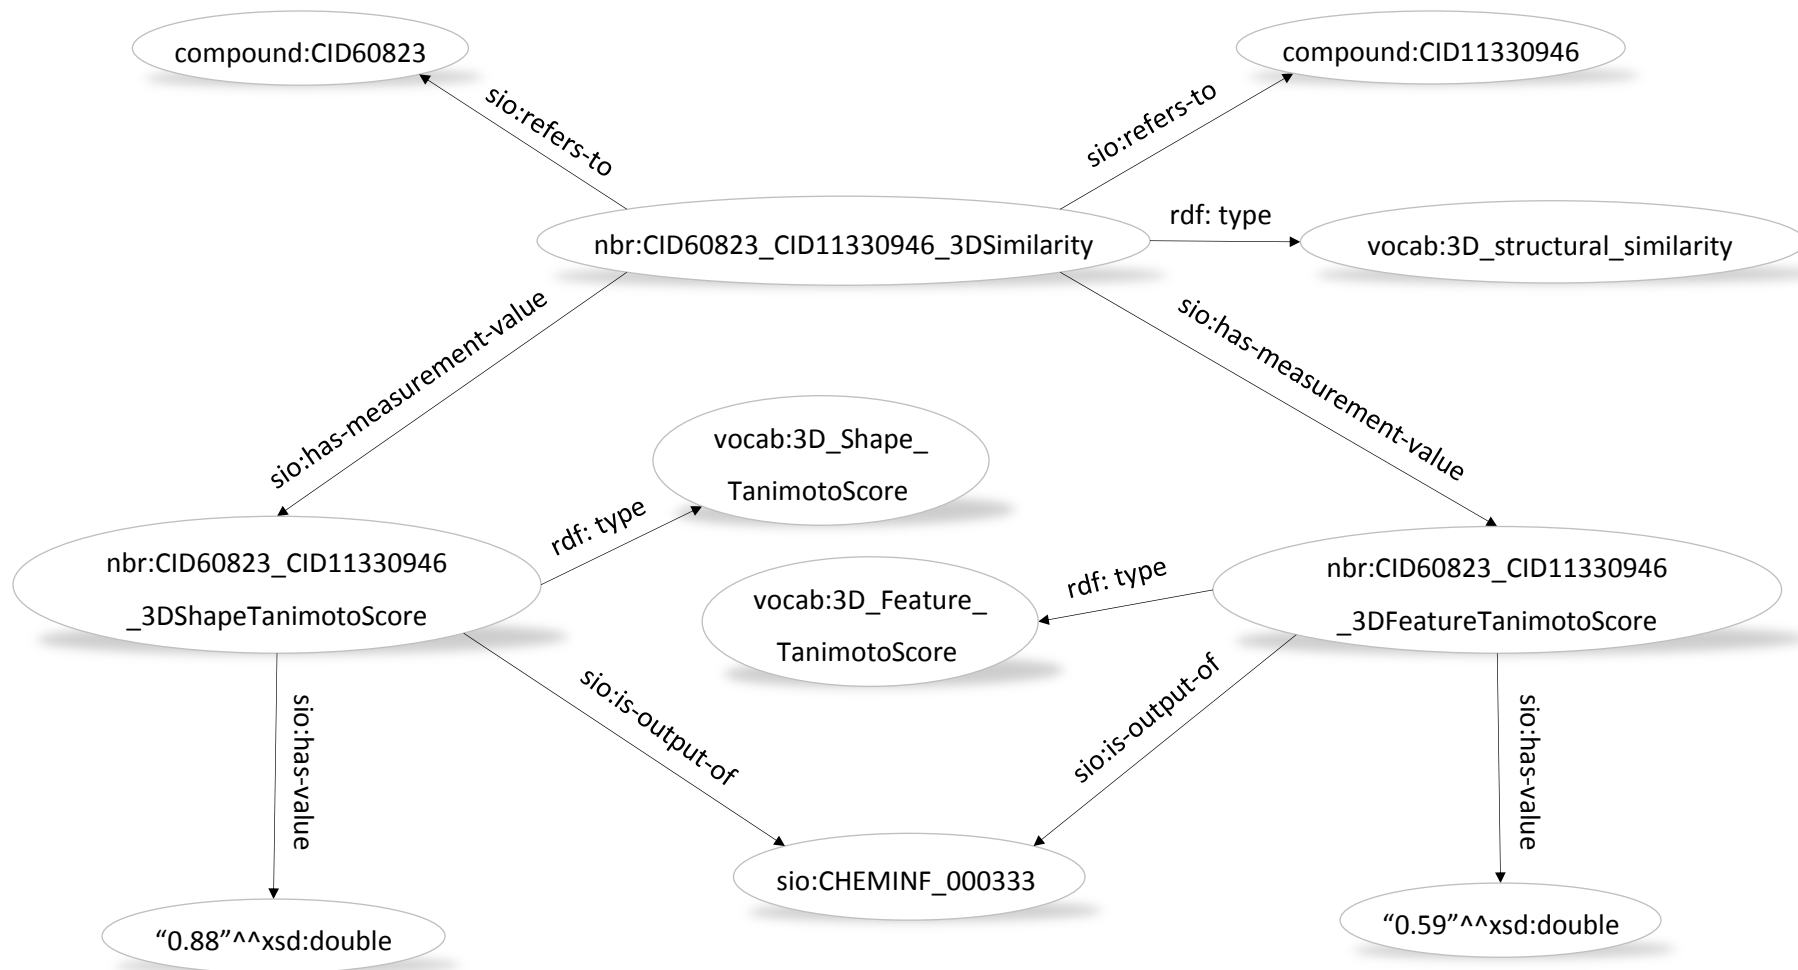 compound:CID60823
compound:CID11330946
sio:refers-to
sio:refers-to
rdf: type
nbr:CID60823_CID11330946_3DSimilarity
vocab:3D_structural_similarity
sio:has-measurement-value
sio:has-measurement-value
vocab:3D_Shape_
TanimotoScore
rdf: type
nbr:CID60823_CID11330946
_3DShapeTanimotoScore
rdf: type
vocab:3D_Feature_
TanimotoScore
nbr:CID60823_CID11330946
_3DFeatureTanimotoScore
sio:has-value
sio:is-output-of
sio:is-output-of
sio:has-value
sio:CHEMINF_000333
“0.88”^^xsd:double
“0.59”^^xsd:double